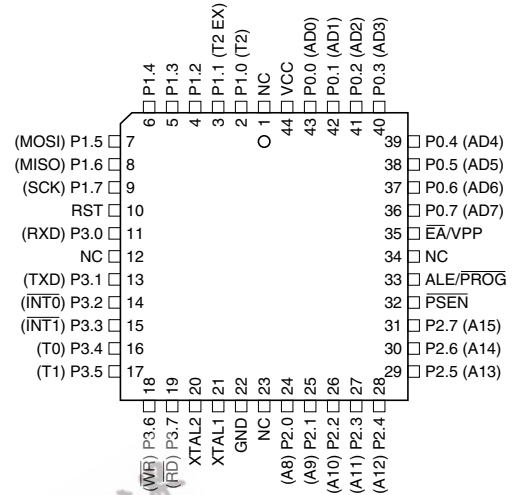 P1.4
P1.3
P1.2
P1.1 (T2 EX)
P1.0 (T2)
NC
VCC
P0.0 (AD0)
P0.1 (AD1)
P0.2 (AD2)
P0.3 (AD3)
6
5
4
3
2
1
44
43
42
41
40
(MOSI) P1.5 7
(MISO) P1.6 8
(SCK) P1.7 9
RST 10
(RXD) P3.0 11
NC 12
(TXD) P3.1 13
(I̅N̅T̅0̅) P3.2 14
(I̅N̅T̅1̅) P3.3 15
(T0) P3.4 16
(T1) P3.5 17
39 P0.4 (AD4)
38 P0.5 (AD5)
37 P0.6 (AD6)
36 P0.7 (AD7)
35 E̅A̅/VPP
34 NC
33 ALE/P̅R̅O̅G̅
32 P̅S̅E̅N̅
31 P2.7 (A15)
30 P2.6 (A14)
29 P2.5 (A13)
18
19
20
21
22
23
24
25
26
27
28
(W̅R̅) P3.6
(R̅D̅) P3.7
XTAL2
XTAL1
GND
NC
(A8) P2.0
(A9) P2.1
(A10) P2.2
(A11) P2.3
(A12) P2.4